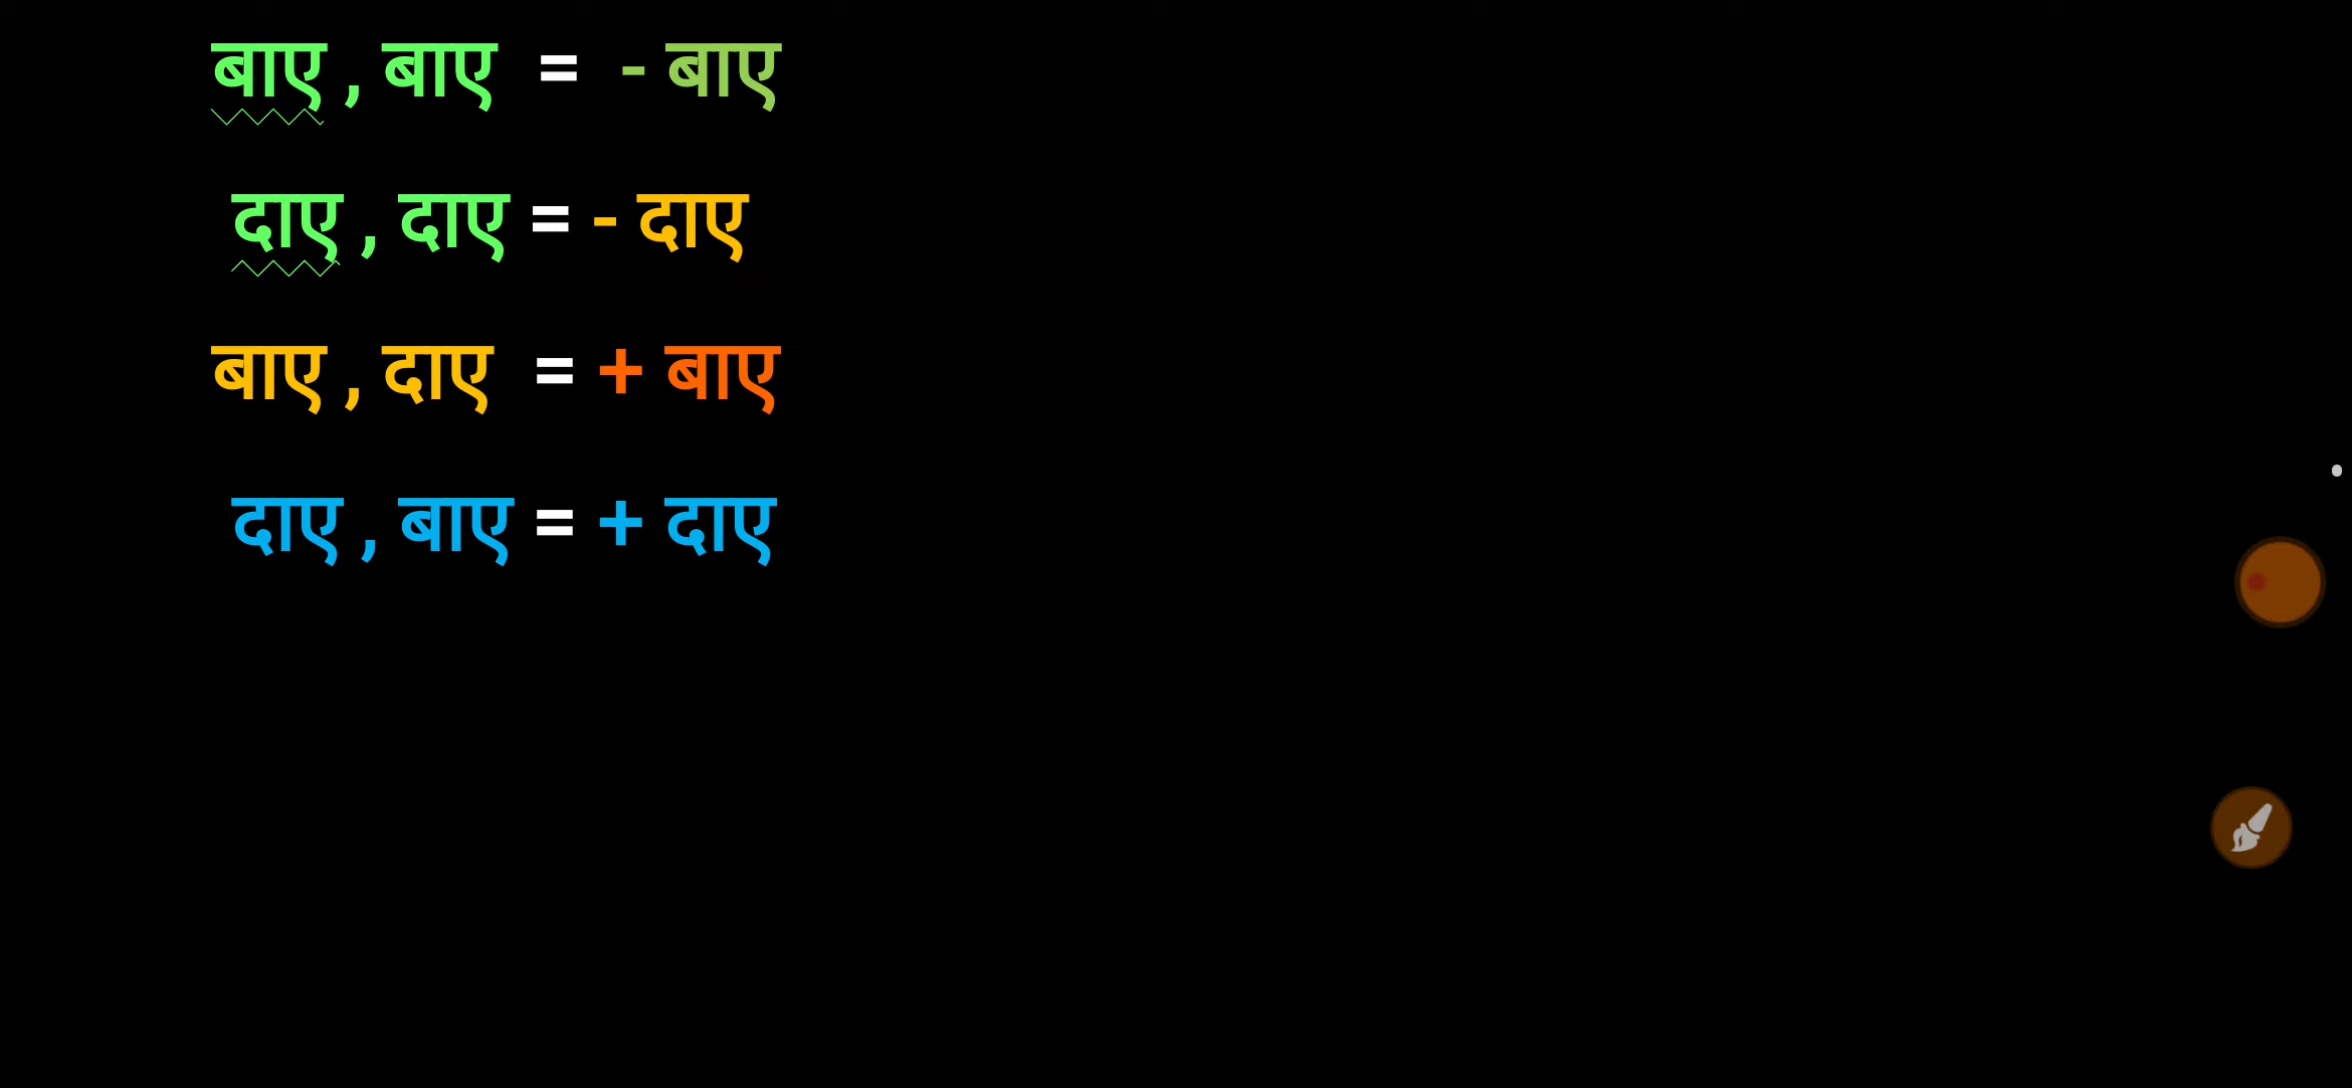 बाए , बाए = - बाए
दाए , दाए = - दाए
बाए , दाए = + बाए
दाए , बाए = + दाए